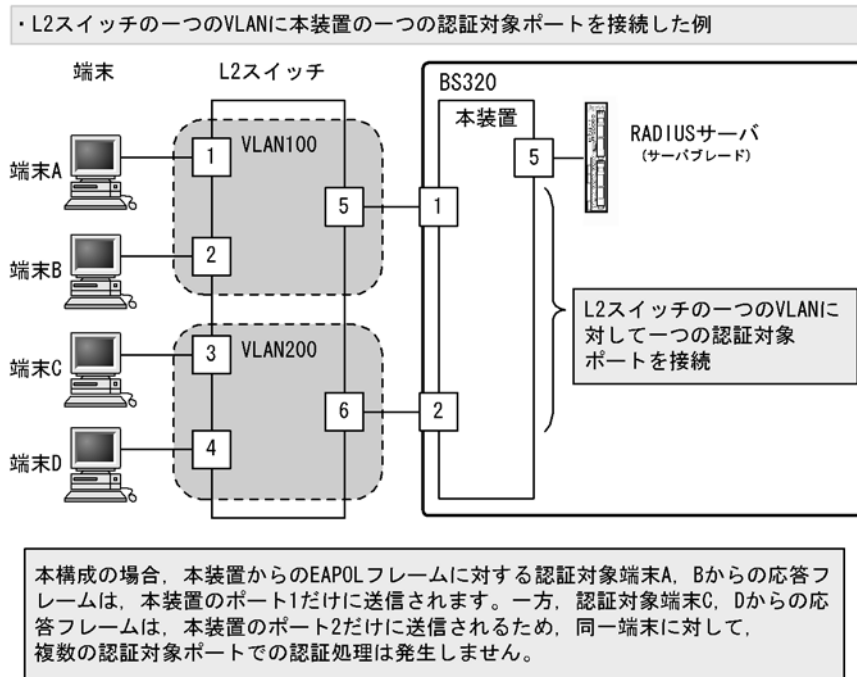 ・L2スイッチの一つのVLANに本装置の一つの認証対象ポートを接続した例
端末
L2スイッチ
BS320
本装置
端末A
1
VLAN100
5
RADIUSサーバ
(サーバブレード)
5
1
端末B
2
L2スイッチの一つのVLANに
対して一つの認証対象
ポートを接続
端末C
3
VLAN200
6
2
端末D
4
本構成の場合，本装置からのEAPOLフレームに対する認証対象端末A，Bからの応答フ
レームは，本装置のポート1だけに送信されます。一方，認証対象端末C，Dからの応
答フレームは，本装置のポート2だけに送信されるため，同一端末に対して，
複数の認証対象ポートでの認証処理は発生しません。